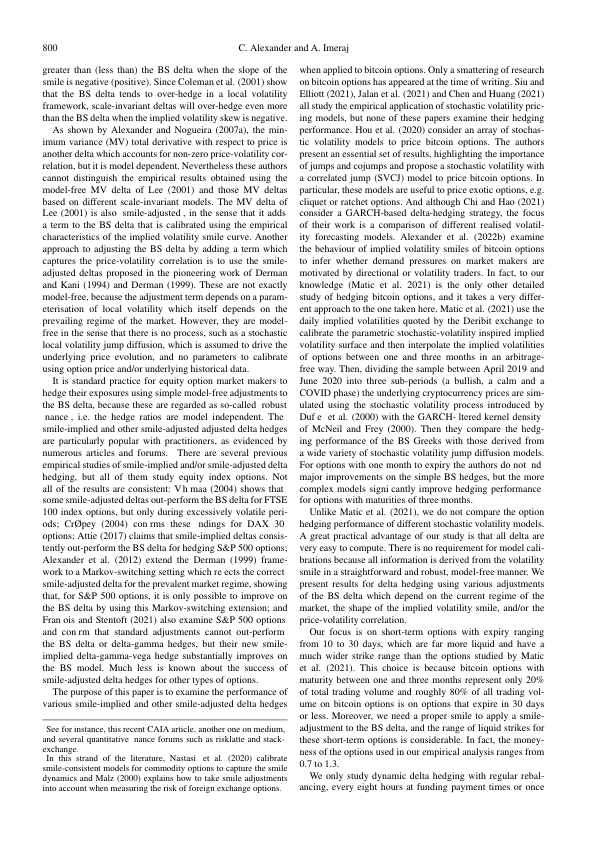 800
C. Alexander and A. Imeraj
greater than (less than) the BS delta when the slope of the
smile is negative (positive). Since Coleman et al. (2001) show
that the BS delta tends to over-hedge in a local volatility
framework, scale-invariant deltas will over-hedge even more
than the BS delta when the implied volatility skew is negative.
As shown by Alexander and Nogueira (2007a), the min-
imum variance (MV) total derivative with respect to price is
another delta which accounts for non-zero price-volatility cor-
relation, but it is model dependent. Nevertheless these authors
cannot distinguish the empirical results obtained using the
model-free MV delta of Lee (2001) and those MV deltas
based on different scale-invariant models. The MV delta of
Lee (2001) is also smile-adjusted , in the sense that it adds
a term to the BS delta that is calibrated using the empirical
characteristics of the implied volatility smile curve. Another
approach to adjusting the BS delta by adding a term which
captures the price-volatility correlation is to use the smile-
adjusted deltas proposed in the pioneering work of Derman
and Kani (1994) and Derman (1999). These are not exactly
model-free, because the adjustment term depends on a param-
eterisation of local volatility which itself depends on the
prevailing regime of the market. However, they are model-
free in the sense that there is no process, such as a stochastic
local volatility jump diffusion, which is assumed to drive the
underlying price evolution, and no parameters to calibrate
using option price and/or underlying historical data.
It is standard practice for equity option market makers to
hedge their exposures using simple model-free adjustments to
the BS delta, because these are regarded as so-called robust
nance , i.e. the hedge ratios are model independent. The
smile-implied and other smile-adjusted adjusted delta hedges
are particularly popular with practitioners, as evidenced by
numerous articles and forums. There are several previous
empirical studies of smile-implied and/or smile-adjusted delta
hedging, but all of them study equity index options. Not
all of the results are consistent: V h maa (2004) shows that
some smile-adjusted deltas out-perform the BS delta for FTSE
100 index options, but only during excessively volatile peri-
ods; CrØpey (2004) con rms these ndings for DAX 30
options; Attie (2017) claims that smile-implied deltas consis-
tently out-perform the BS delta for hedging S&P 500 options;
Alexander et al. (2012) extend the Derman (1999) frame-
work to a Markov-switching setting which re ects the correct
smile-adjusted delta for the prevalent market regime, showing
that, for S&P 500 options, it is only possible to improve on
the BS delta by using this Markov-switching extension; and
Fran ois and Stentoft (2021) also examine S&P 500 options
and con rm that standard adjustments cannot out-perform
the BS delta or delta-gamma hedges, but their new smile-
implied delta-gamma-vega hedge substantially improves on
the BS model. Much less is known about the success of
smile-adjusted delta hedges for other types of options.
The purpose of this paper is to examine the performance of
various smile-implied and other smile-adjusted delta hedges
See for instance, this recent CAIA article, another one on medium,
and several quantitative nance forums such as risklatte and stack-
exchange.
In this strand of the literature, Nastasi et al. (2020) calibrate
smile-consistent models for commodity options to capture the smile
dynamics and Malz (2000) explains how to take smile adjustments
into account when measuring the risk of foreign exchange options.
when applied to bitcoin options. Only a smattering of research
on bitcoin options has appeared at the time of writing. Siu and
Elliott (2021), Jalan et al. (2021) and Chen and Huang (2021)
all study the empirical application of stochastic volatility pric-
ing models, but none of these papers examine their hedging
performance. Hou et al. (2020) consider an array of stochas-
tic volatility models to price bitcoin options. The authors
present an essential set of results, highlighting the importance
of jumps and cojumps and propose a stochastic volatility with
a correlated jump (SVCJ) model to price bitcoin options. In
particular, these models are useful to price exotic options, e.g.
cliquet or ratchet options. And although Chi and Hao (2021)
consider a GARCH-based delta-hedging strategy, the focus
of their work is a comparison of different realised volatil-
ity forecasting models. Alexander et al. (2022b) examine
the behaviour of implied volatility smiles of bitcoin options
to infer whether demand pressures on market makers are
motivated by directional or volatility traders. In fact, to our
knowledge (Matic et al. 2021) is the only other detailed
study of hedging bitcoin options, and it takes a very differ-
ent approach to the one taken here. Matic et al. (2021) use the
daily implied volatilities quoted by the Deribit exchange to
calibrate the parametric stochastic-volatility inspired implied
volatility surface and then interpolate the implied volatilities
of options between one and three months in an arbitrage-
free way. Then, dividing the sample between April 2019 and
June 2020 into three sub-periods (a bullish, a calm and a
COVID phase) the underlying cryptocurrency prices are sim-
ulated using the stochastic volatility process introduced by
Duf e et al. (2000) with the GARCH- ltered kernel density
of McNeil and Frey (2000). Then they compare the hedg-
ing performance of the BS Greeks with those derived from
a wide variety of stochastic volatility jump diffusion models.
For options with one month to expiry the authors do not nd
major improvements on the simple BS hedges, but the more
complex models signi cantly improve hedging performance
for options with maturities of three months.
Unlike Matic et al. (2021), we do not compare the option
hedging performance of different stochastic volatility models.
A great practical advantage of our study is that all delta are
very easy to compute. There is no requirement for model cali-
brations because all information is derived from the volatility
smile in a straightforward and robust, model-free manner. We
present results for delta hedging using various adjustments
of the BS delta which depend on the current regime of the
market, the shape of the implied volatility smile, and/or the
price-volatility correlation.
Our focus is on short-term options with expiry ranging
from 10 to 30 days, which are far more liquid and have a
much wider strike range than the options studied by Matic
et al. (2021). This choice is because bitcoin options with
maturity between one and three months represent only 20%
of total trading volume and roughly 80% of all trading vol-
ume on bitcoin options is on options that expire in 30 days
or less. Moreover, we need a proper smile to apply a smile-
adjustment to the BS delta, and the range of liquid strikes for
these short-term options is considerable. In fact, the money-
ness of the options used in our empirical analysis ranges from
0.7 to 1.3.
We only study dynamic delta hedging with regular rebal-
ancing, every eight hours at funding payment times or once